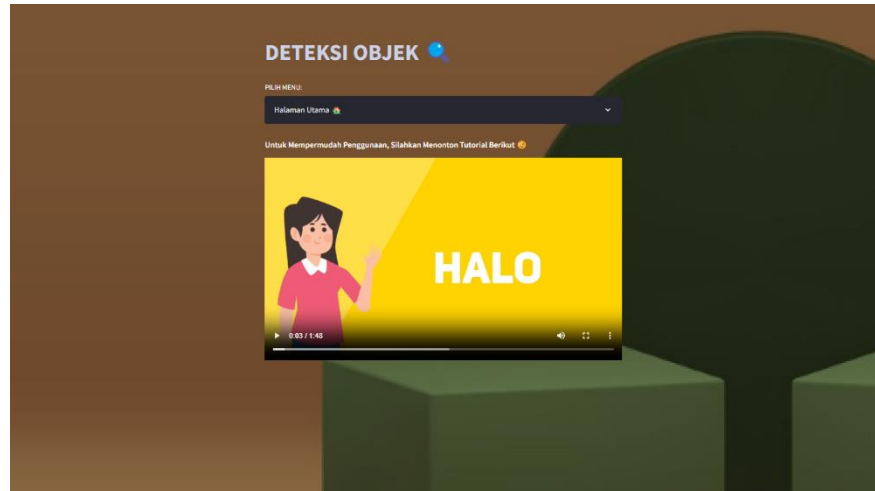 DETEKSI OBJEK 🔍
PILIH MENU:
Halaman Utama 🏠
Untuk Mempermudah Penggunaan, Silahkan Menonton Tutorial Berikut
HALO
0:03 / 1:48